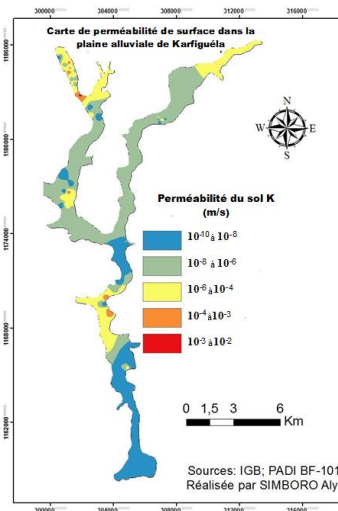 300000 304000 308000 312000 316000
Carte de perméabilité de surface dans la
plaine alluviale de Karfiguéla
1186000
1180000
1174000
1168000
1162000
N
W E
S
Perméabilité du sol K
(m/s)
10-10 à 10-8
10-8 à 10-6
10-6 à 10-4
10-4 à 10-3
10-3 à 10-2
0 1,5 3 6
Km
Sources: IGB; PADI BF-101
Réalisée par SIMBORO Aly